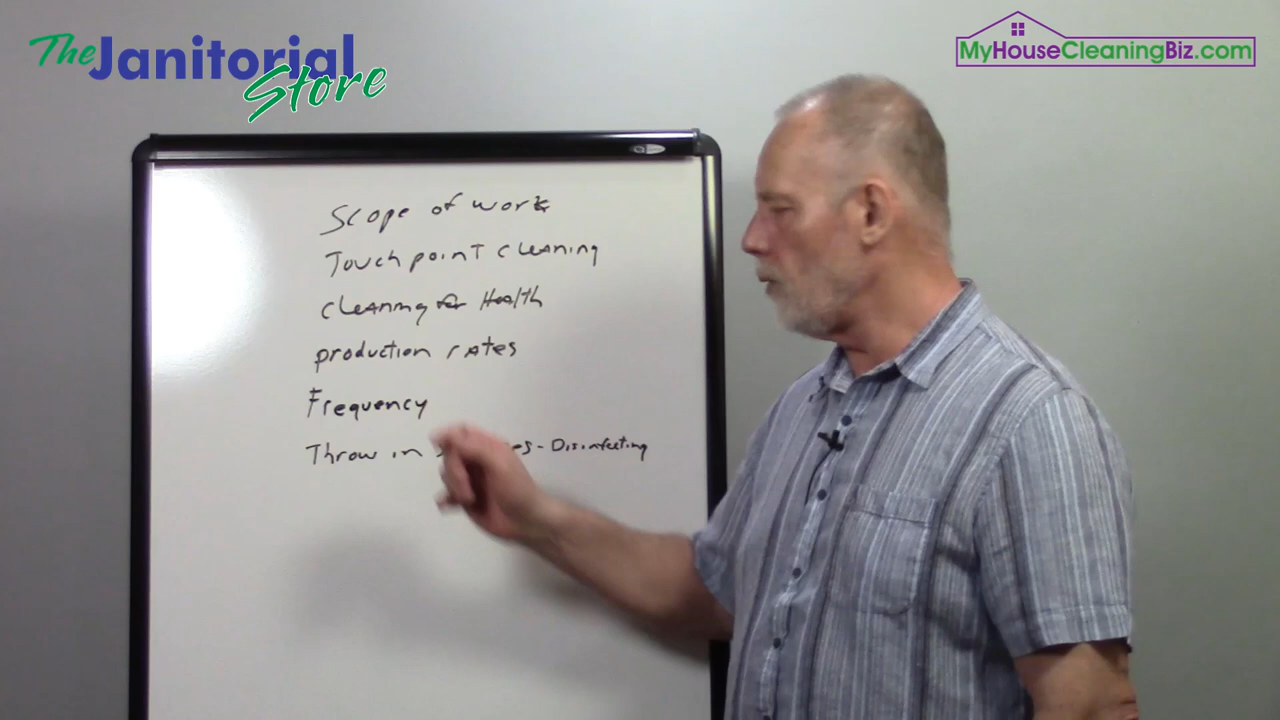 The Janitorial Store
MyHouseCleaningBiz.com
Scope of work
Touch point cleaning
cleaning for Health
production rates
Frequency
Throw in - Disinfecting